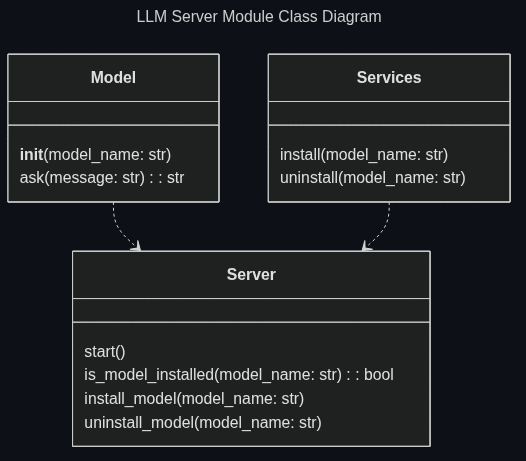 LLM Server Module Class Diagram
Model
init(model_name: str)
ask(message: str) : : str
Services
install(model_name: str)
uninstall(model_name: str)
Server
start()
is_model_installed(model_name: str) : : bool
install_model(model_name: str)
uninstall_model(model_name: str)